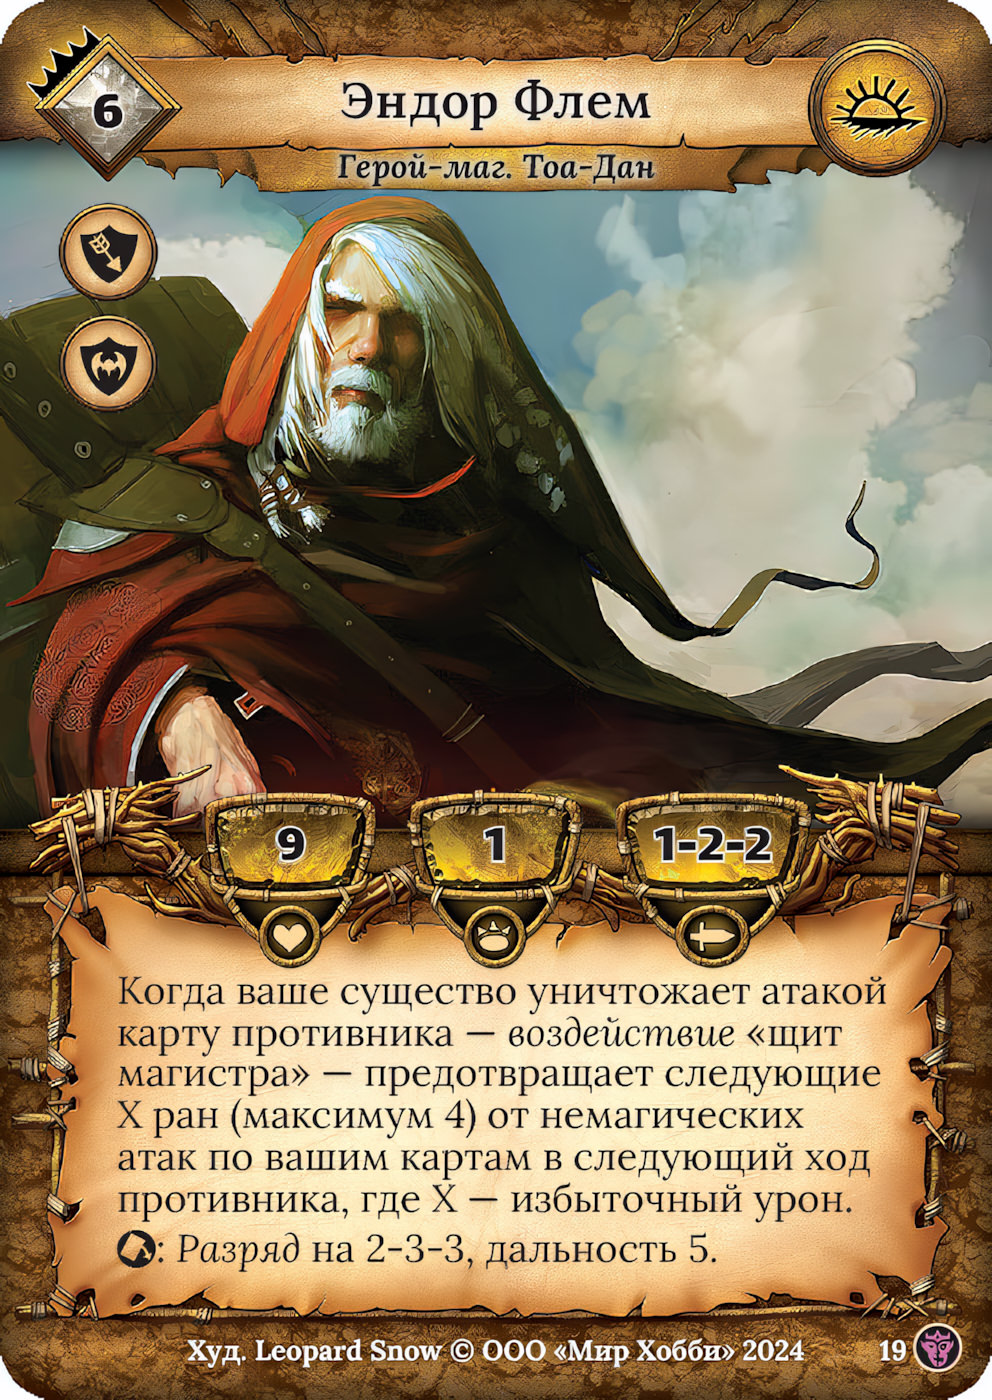 6
Эндор Флем
Герой-маг. Тоа-Дан
9
1
1-2-2
Когда ваше существо уничтожает атакой
карту противника — воздействие «щит
магистра» — предотвращает следующие
X ран (максимум 4) от немагических
атак по вашим картам в следующий ход
противника, где X — избыточный урон.
: Разряд на 2-3-3, дальность 5.
Худ. Leopard Snow © ООО «Мир Хобби» 2024
19